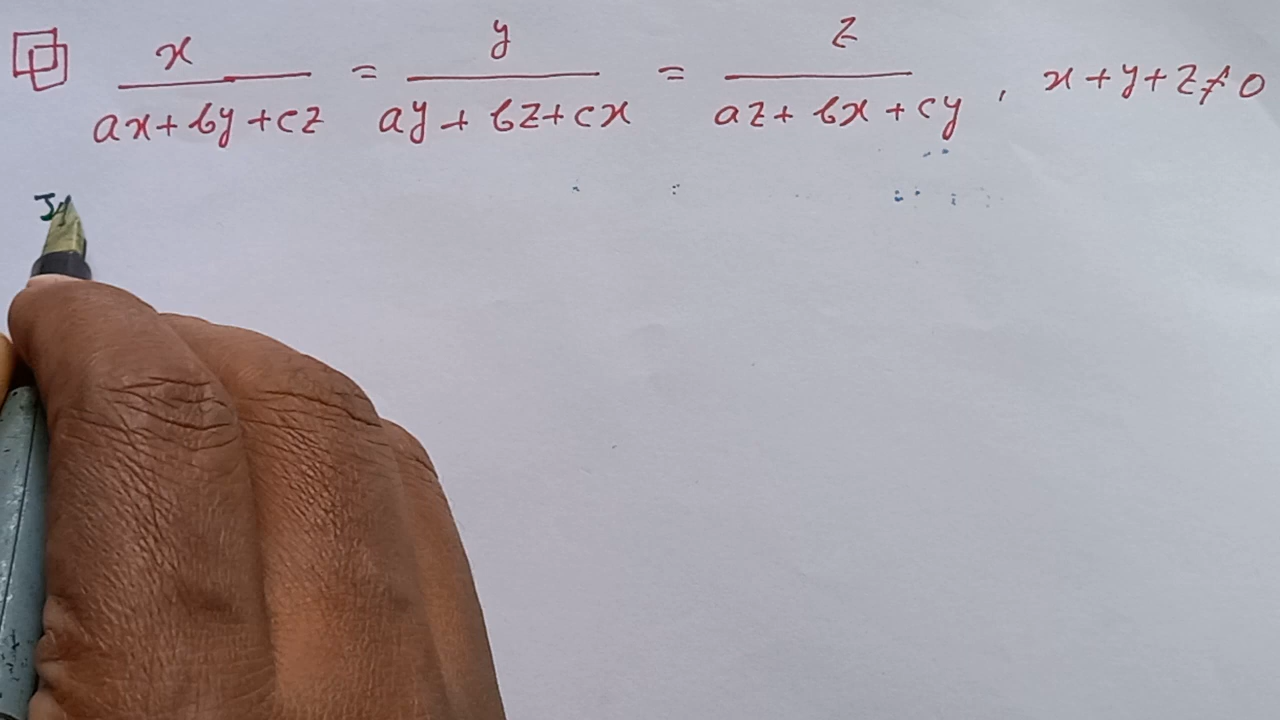 x/(ax+by+cz) = y/(ay+bz+cx) = z/(az+bx+cy), x+y+z≠0